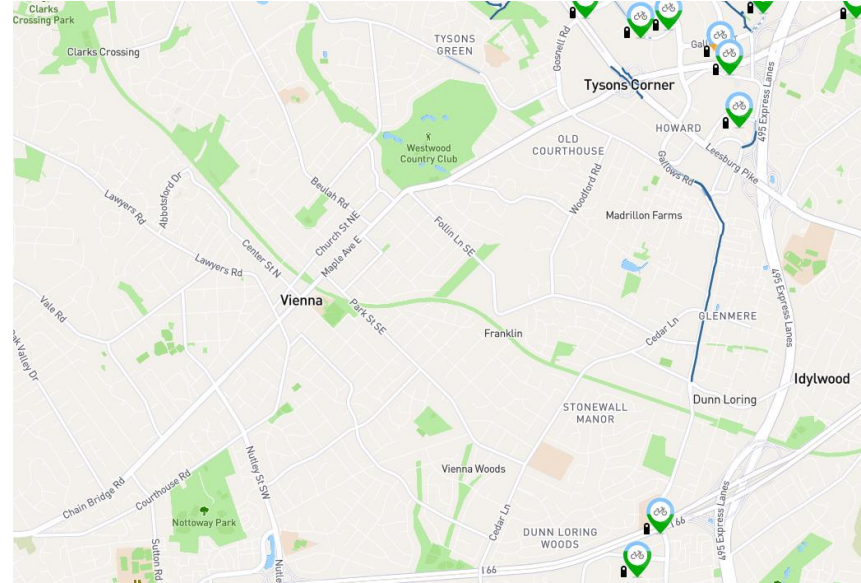 Clarks
Crossing Park
Clarks Crossing
TYSONS
GREEN
Gosnell Rd
Tysons Corner
495 Express Lanes
Westwood
Country Club
OLD
COURTHOUSE
HOWARD
Leesburg Pike
Gallows Rd
Abbotsford Dr
Beulah Rd
Woodford Rd
Lawyers Rd
Church St NE
Maple Ave E
Follin Ln SE
Madrillon Farms
Center St N
Lawyers Rd
495 Express Lanes
Vale Rd
Vienna
Park St SE
Franklin
Cedar Ln
GLENMERE
Idylwood
Dunn Loring
STONEWALL
MANOR
Vienna Woods
Nutley St SW
Courthouse Rd
Chain Bridge Rd
Nottoway Park
Cedar Ln
DUNN LORING
WOODS
I 66
I 66
Sutton Rd
495 Express Lanes